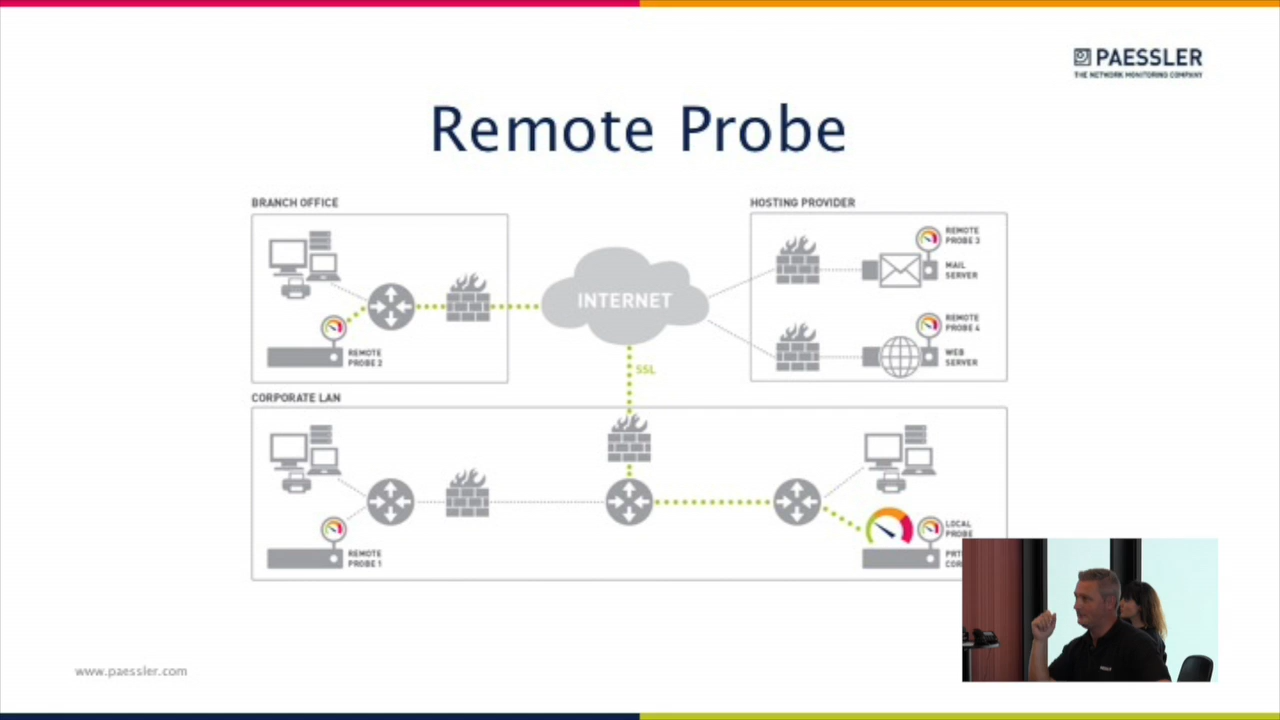 PAESSLER
THE NETWORK MONITORING COMPANY
Remote Probe
BRANCH OFFICE
HOSTING PROVIDER
REMOTE
PROBE 3
MAIL
SERVER
INTERNET
REMOTE
PROBE 4
WEB
SERVER
REMOTE
PROBE 2
SSL
CORPORATE LAN
LOCAL
PROBE
REMOTE
PROBE 1
www.paessler.com